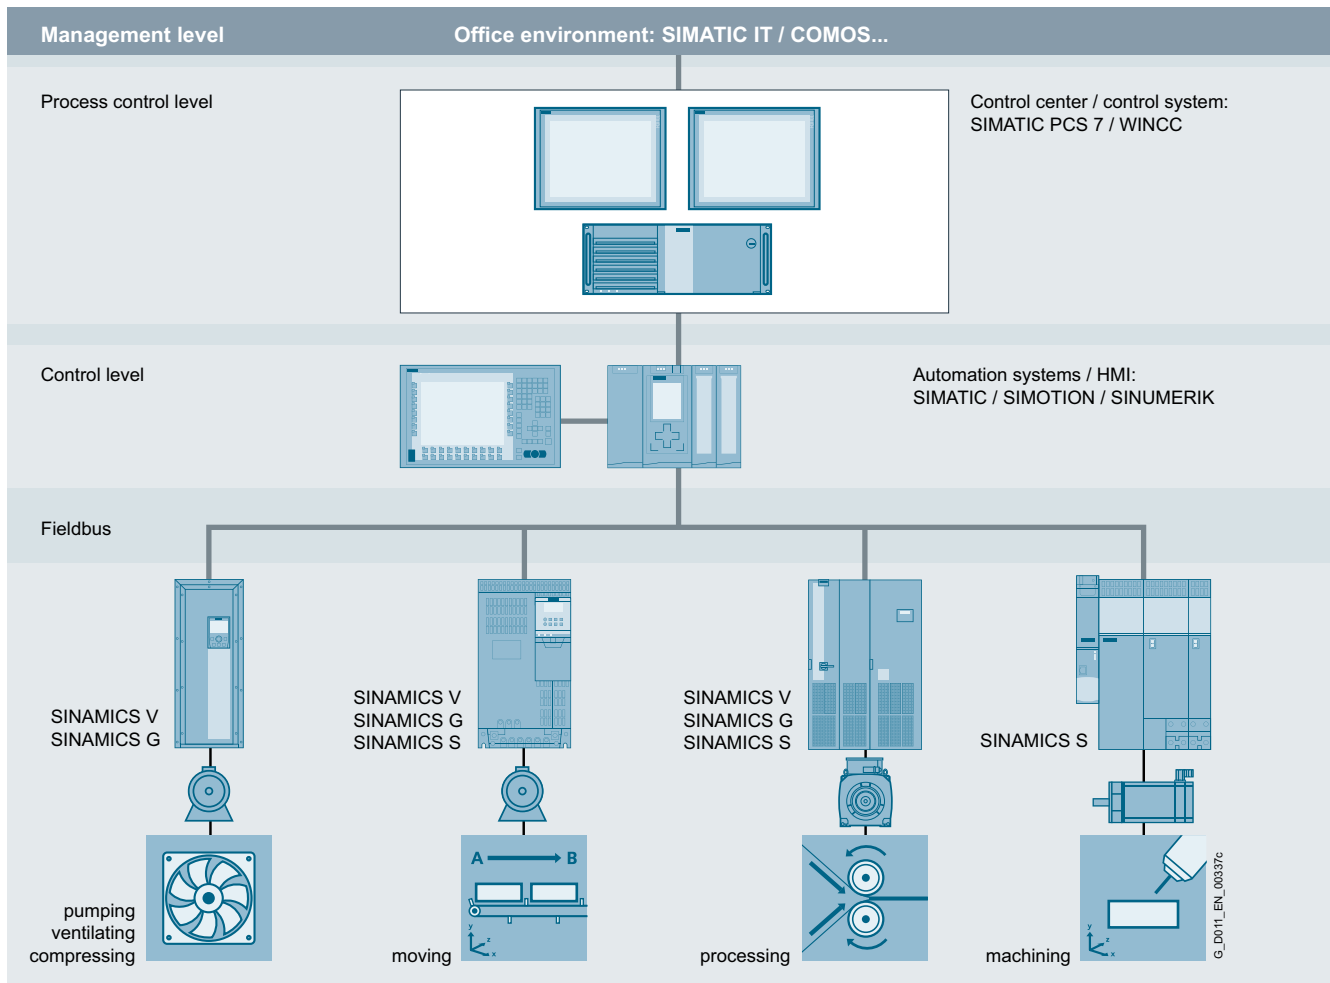 Management level
Office environment: SIMATIC IT / COMOS...
Process control level
Control center / control system:
SIMATIC PCS 7 / WINCC
Control level
Automation systems / HMI:
SIMATIC / SIMOTION / SINUMERIK
Fieldbus
SINAMICS V
SINAMICS G
SINAMICS V
SINAMICS G
SINAMICS S
SINAMICS V
SINAMICS G
SINAMICS S
SINAMICS S
pumping
ventilating
compressing
A B
y
z
x
moving
processing
y
z
x
machining
G_D011_EN_00337c